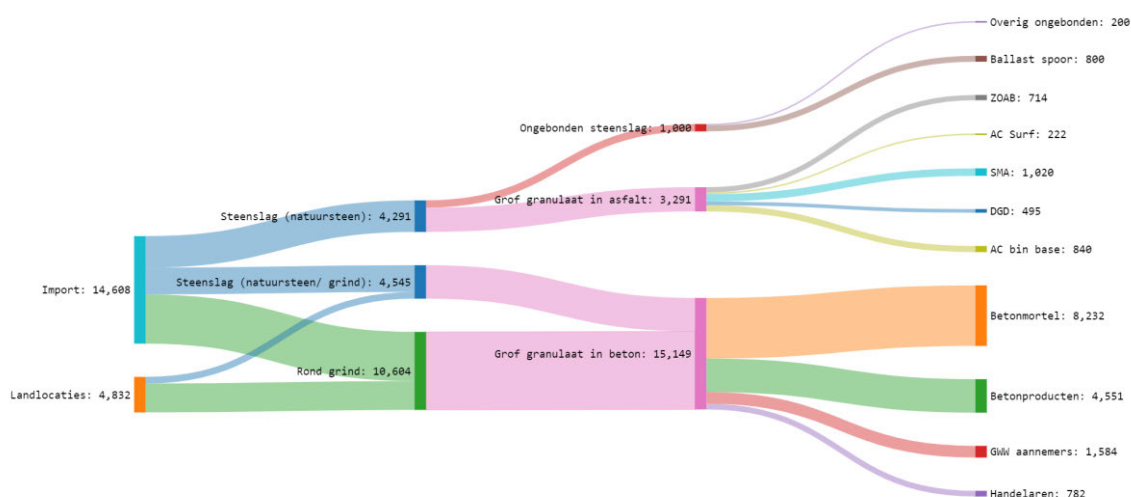 Overig ongebonden: 200
Ballast spoor: 800
ZOAB: 714
Ongebonden steenslag: 1,000
AC Surf: 222
SMA: 1,020
Grof granulaat in asfalt: 3,291
DGD: 495
Steenslag (natuursteen): 4,291
AC bin base: 840
Steenslag (natuursteen/ grind): 4,545
Import: 14,608
Betonmortel: 8,232
Grof granulaat in beton: 15,149
Rond grind: 10,604
Landlocaties: 4,832
Betonproducten: 4,551
GWW aannemers: 1,584
Handelaren: 782